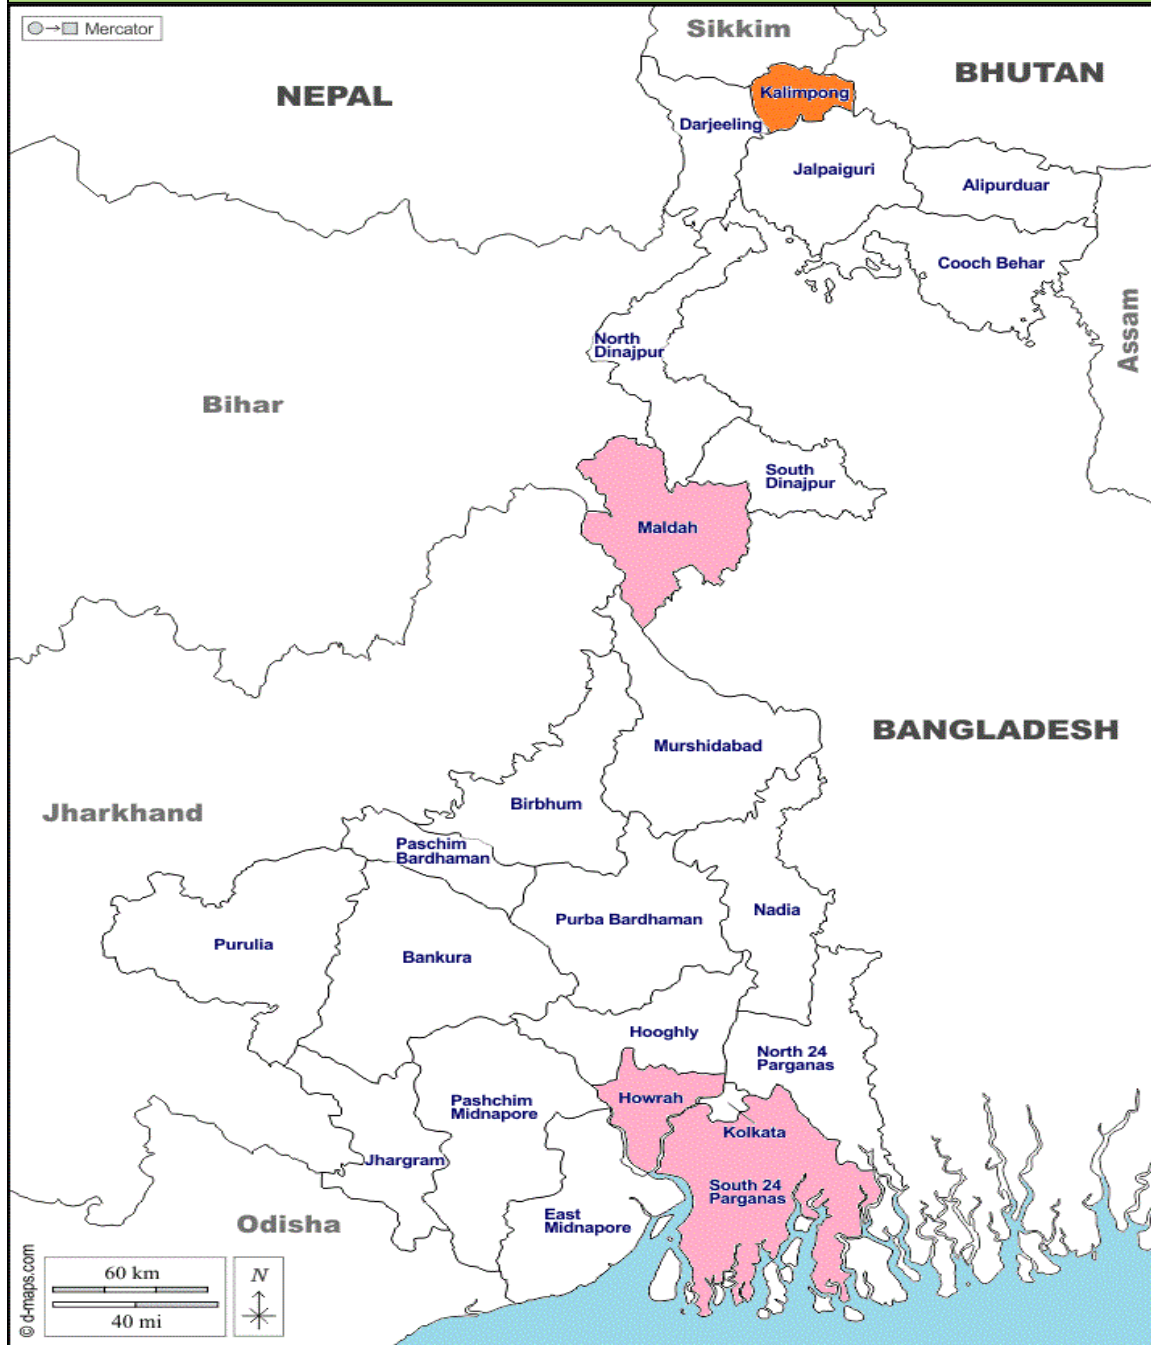 Mercator
Sikkim
BHUTAN
NEPAL
Kalimpong
Darjeeling
Jalpaiguri
Alipurduar
Cooch Behar
Assam
North
Dinajpur
Bihar
South
Dinajpur
Maldah
BANGLADESH
Murshidabad
Birbhum
Jharkhand
Paschim
Bardhaman
Nadia
Purba Bardhaman
Purulia
Bankura
Hooghly
North 24
Parganas
Howrah
Pashchim
Midnapore
Kolkata
Jhargram
South 24
Parganas
East
Midnapore
Odisha
60 km
40 mi
N
© d-maps.com